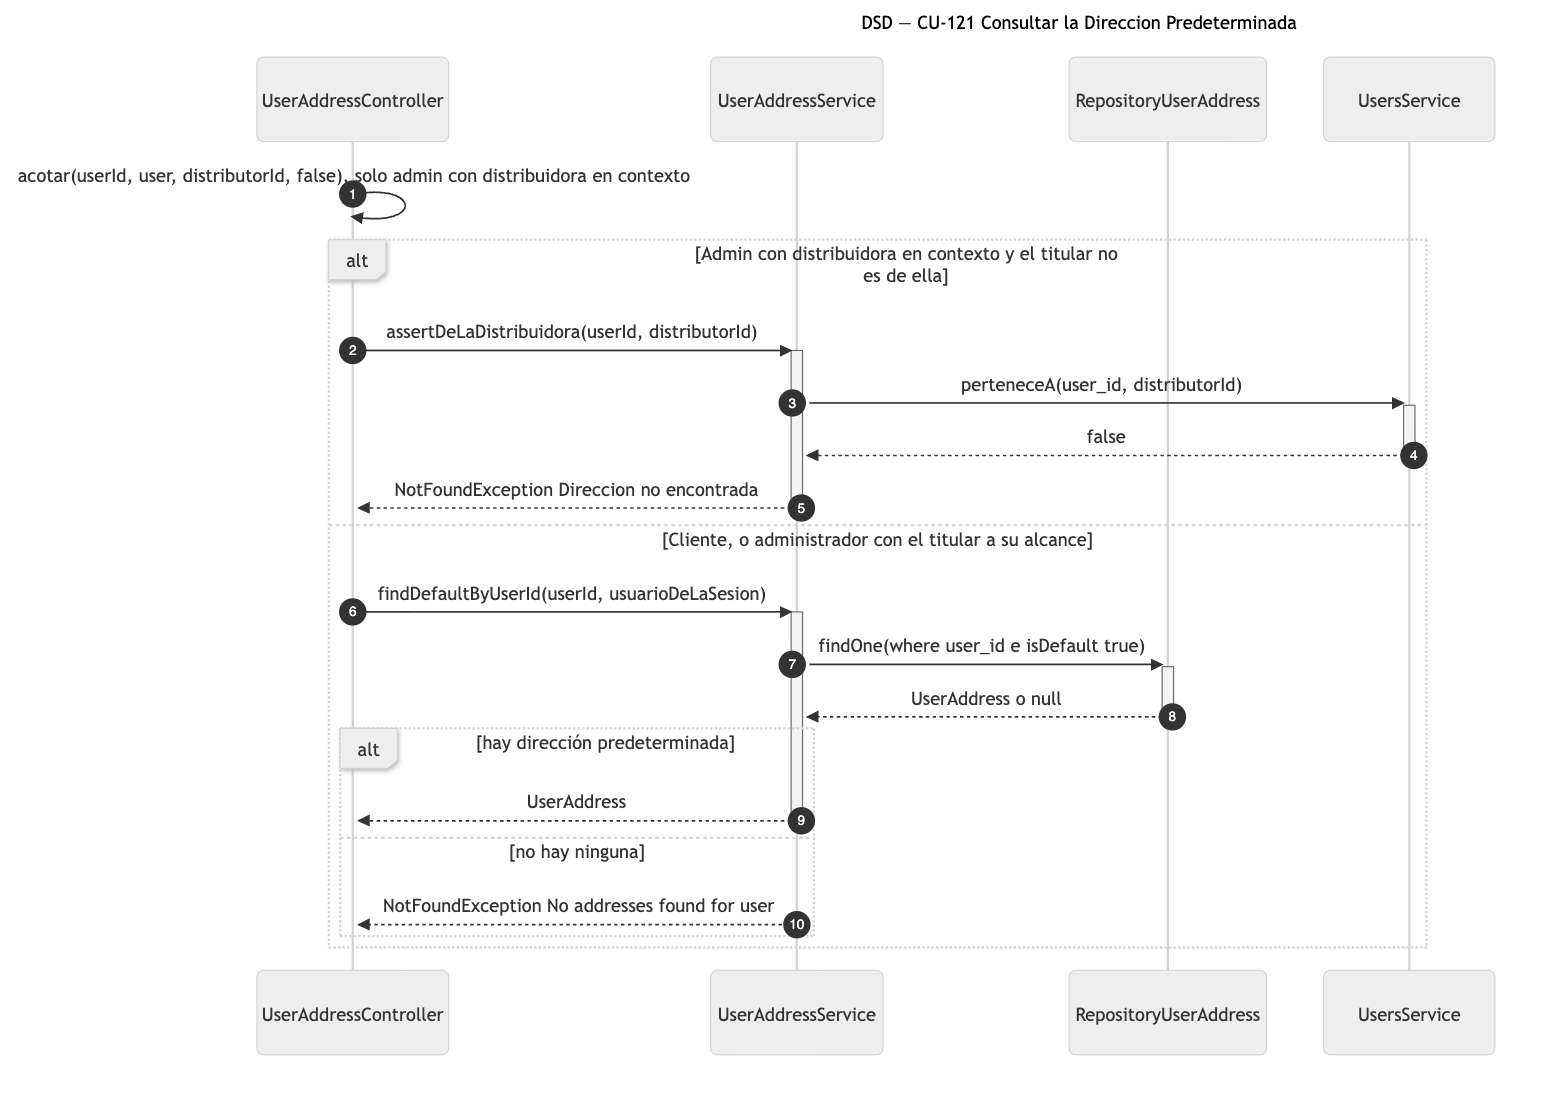 DSD — CU-121 Consultar la Direccion Predeterminada
UserAddressController
UserAddressService
RepositoryUserAddress
UsersService
acotar(userId, user, distributorId, false), solo admin con distribuidora en contexto
1
alt
[Admin con distribuidora en contexto y el titular no
es de ella]
assertDeLaDistribuidora(userId, distributorId)
2
perteneceA(user_id, distributorId)
3
false
4
NotFoundException Direccion no encontrada
5
[Cliente, o administrador con el titular a su alcance]
findDefaultByUserId(userId, usuarioDeLaSesion)
6
findOne(where user_id e isDefault true)
7
UserAddress o null
8
alt
[hay dirección predeterminada]
UserAddress
9
[no hay ninguna]
NotFoundException No addresses found for user
10
UserAddressController
UserAddressService
RepositoryUserAddress
UsersService